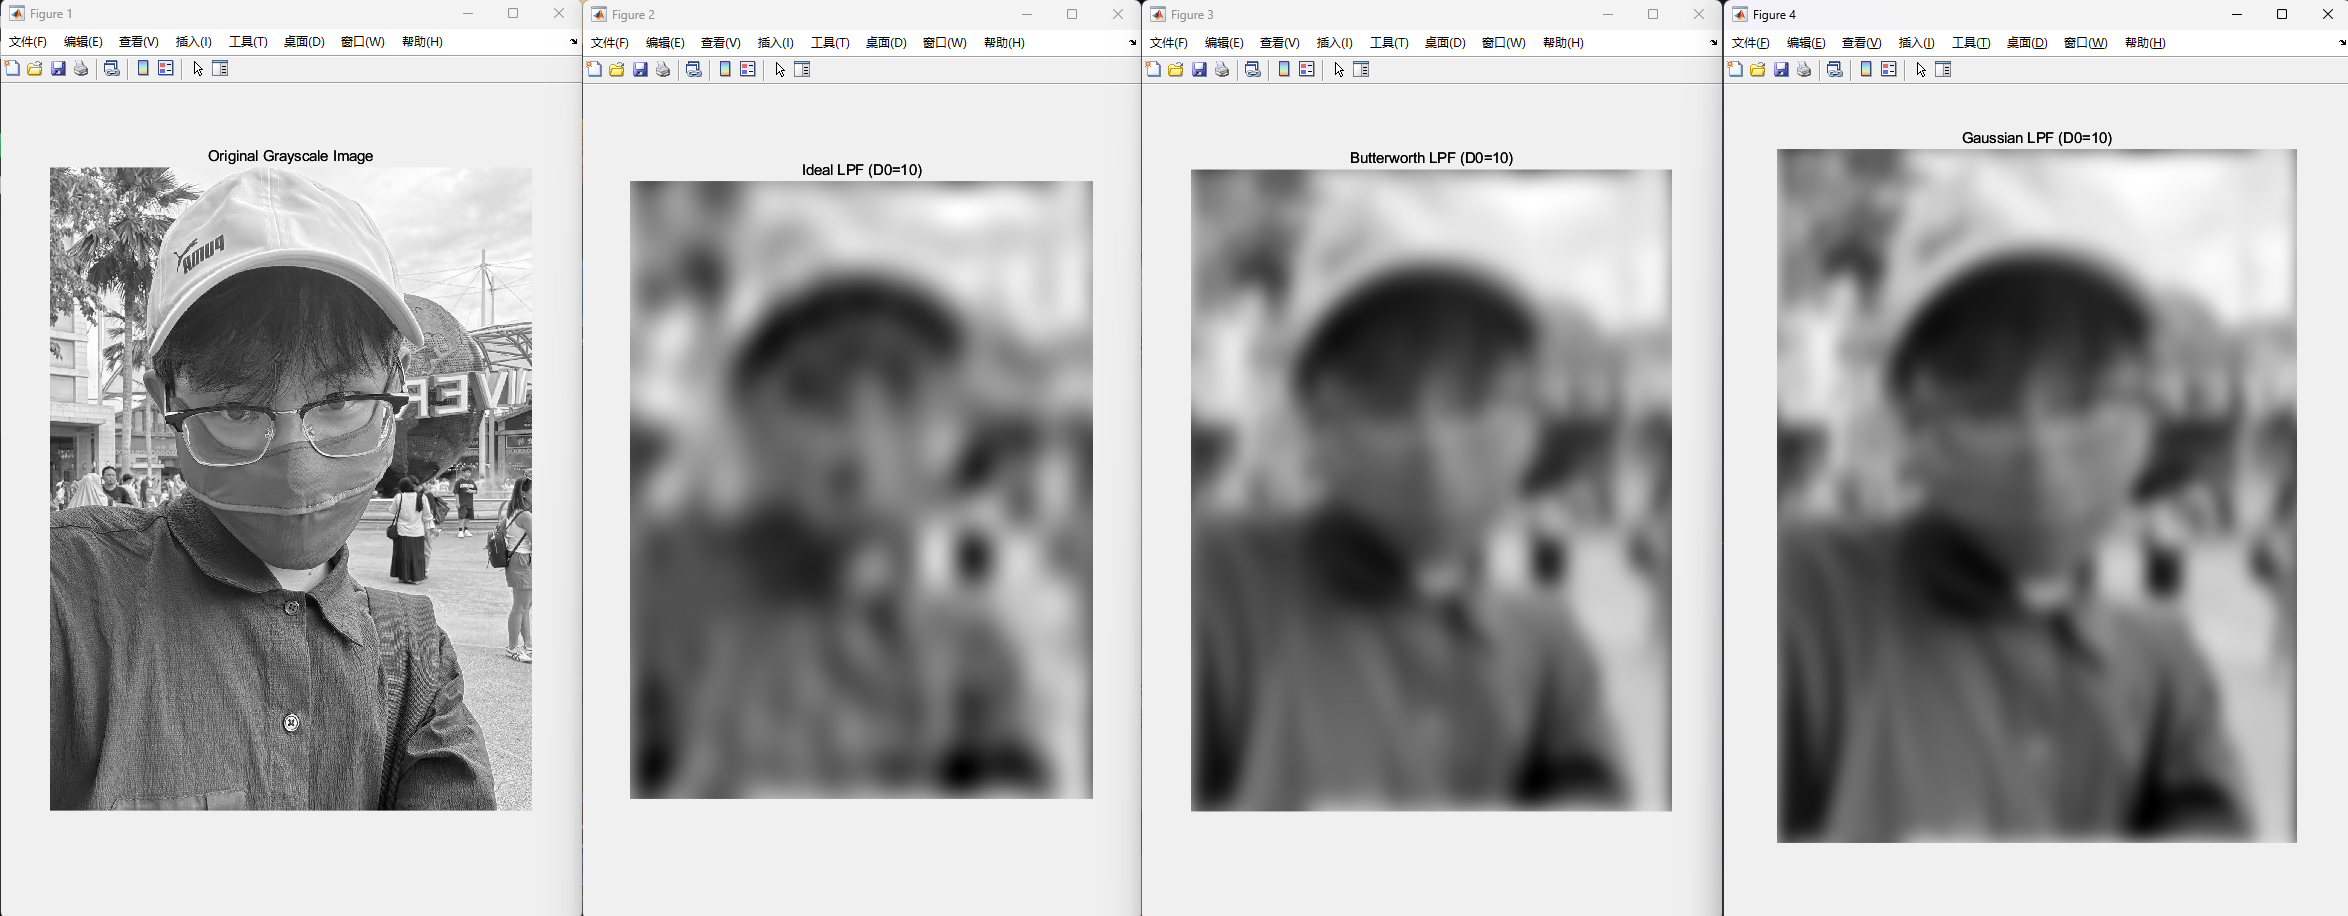 Figure 1
文件(F) 编辑(E) 查看(V) 插入(I) 工具(T) 桌面(D) 窗口(W) 帮助(H)
Original Grayscale Image
PUMA
IVER
Figure 2
文件(F) 编辑(E) 查看(V) 插入(I) 工具(T) 桌面(D) 窗口(W) 帮助(H)
Ideal LPF (D0=10)
Figure 3
文件(F) 编辑(E) 查看(V) 插入(I) 工具(T) 桌面(D) 窗口(W) 帮助(H)
Butterworth LPF (D0=10)
Figure 4
文件(F) 编辑(E) 查看(V) 插入(I) 工具(T) 桌面(D) 窗口(W) 帮助(H)
Gaussian LPF (D0=10)